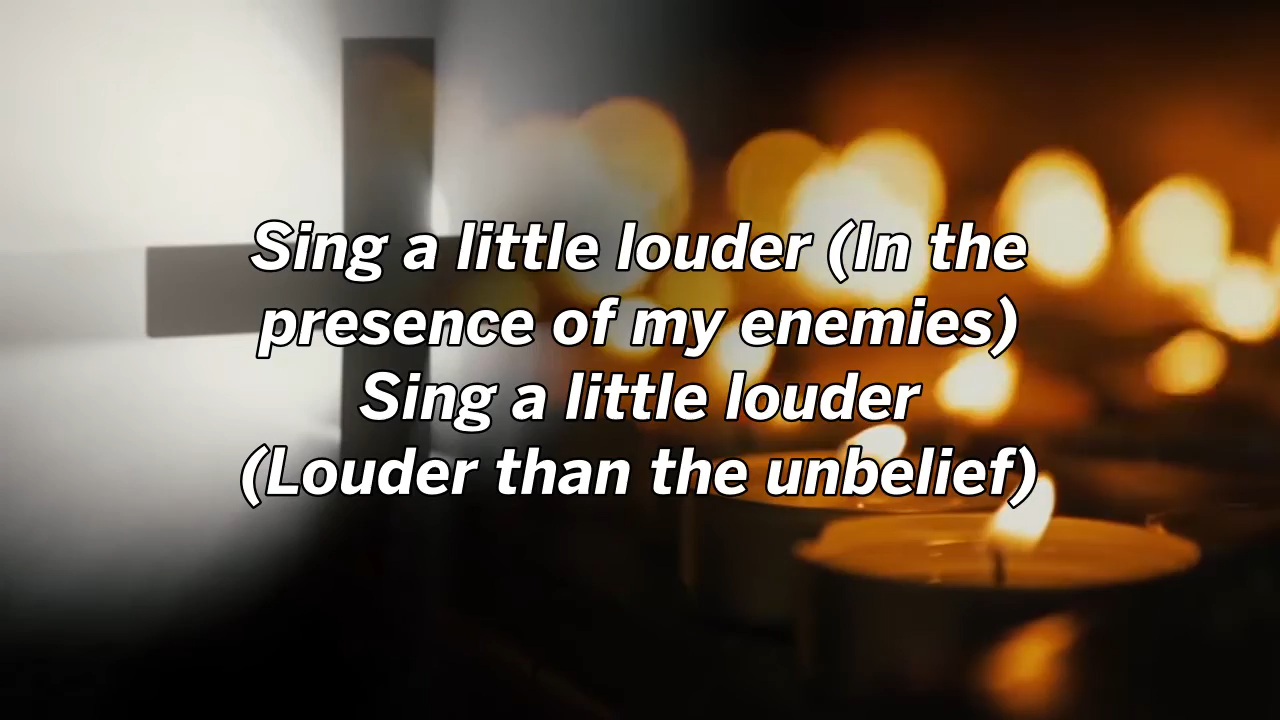 Sing a little louder (In the
presence of my enemies)
Sing a little louder
(Louder than the unbelief)